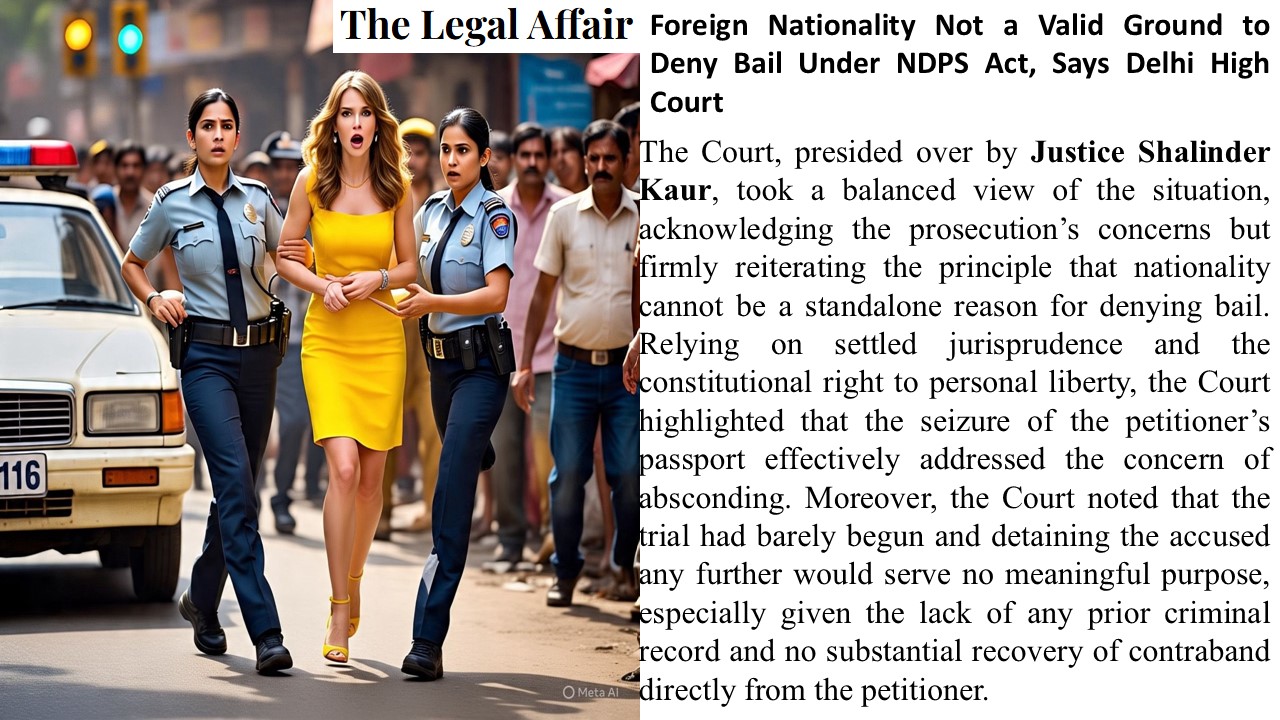 The Legal Affair
Foreign Nationality Not a Valid Ground to
Deny Bail Under NDPS Act, Says Delhi High
Court
The Court, presided over by Justice Shalinder
Kaur, took a balanced view of the situation,
acknowledging the prosecution’s concerns but
firmly reiterating the principle that nationality
cannot be a standalone reason for denying bail.
Relying on settled jurisprudence and the
constitutional right to personal liberty, the Court
highlighted that the seizure of the petitioner’s
passport effectively addressed the concern of
absconding. Moreover, the Court noted that the
trial had barely begun and detaining the accused
any further would serve no meaningful purpose,
especially given the lack of any prior criminal
record and no substantial recovery of contraband
directly from the petitioner.
116
Meta AI